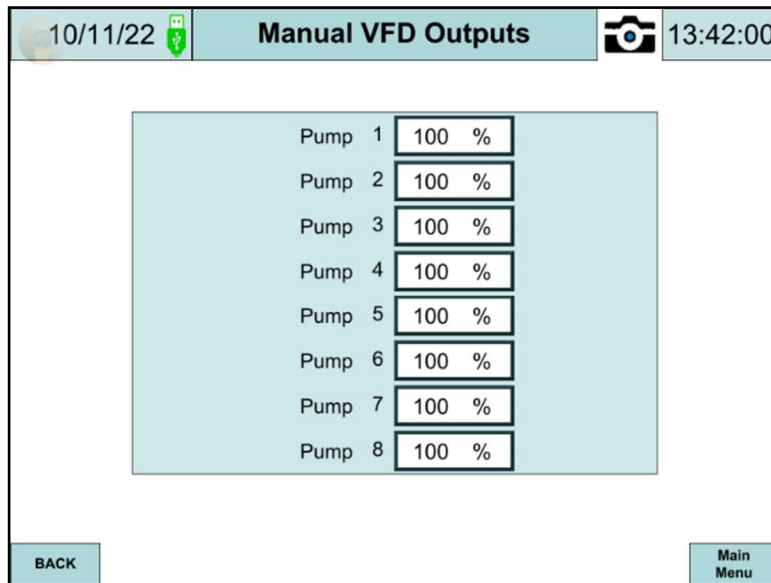 10/11/22 Manual VFD Outputs 13:42:00
Pump 1 100 %
Pump 2 100 %
Pump 3 100 %
Pump 4 100 %
Pump 5 100 %
Pump 6 100 %
Pump 7 100 %
Pump 8 100 %
BACK
Main
Menu